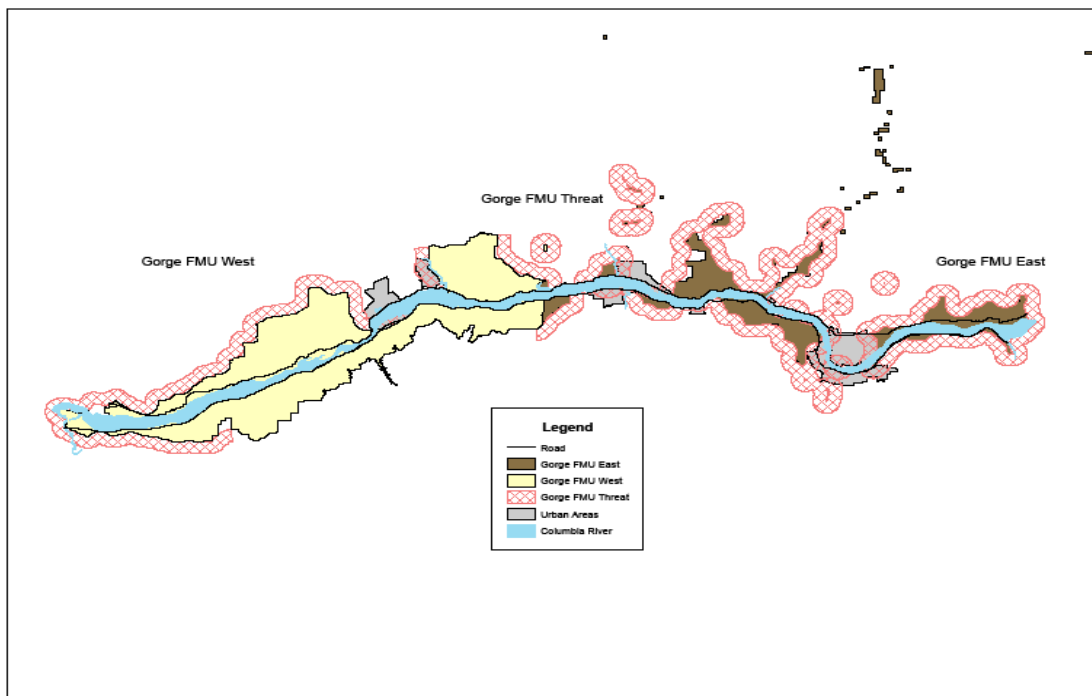 Gorge FMU Threat
Gorge FMU West
Gorge FMU East
Legend
Road
Gorge FMU East
Gorge FMU West
Gorge FMU Threat
Urban Areas
Columbia River